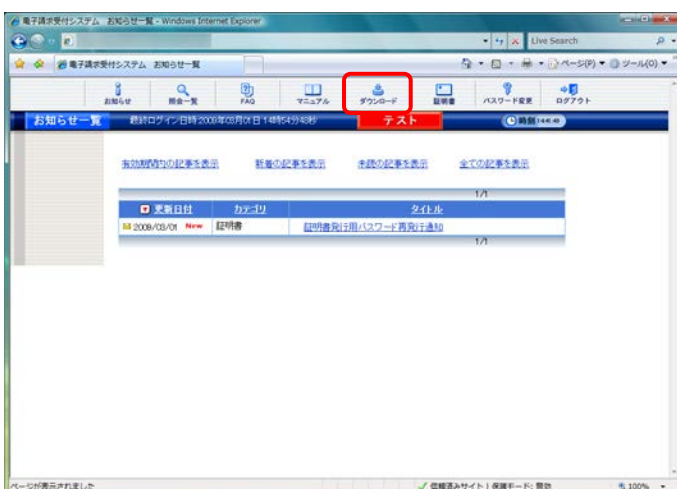 電子請求受付システム お知らせ一覧 - Windows Internet Explorer
Live Search
電子請求受付システム お知らせ一覧
ページ(P) ツール(O)
お知らせ 照会一覧 FAQ マニュアル ダウンロード 証明書 パスワード変更 ログアウト
お知らせ一覧 最終ログイン日時:2009年03月01日 14時54分48秒 テスト 時刻
有効期間内の記事を表示 新着の記事を表示 未読の記事を表示 全ての記事を表示
1/1
更新日付 カテゴリ タイトル
2009/03/01 New 証明書 証明書発行用パスワード再発行通知
1/1
ページが表示されました 信頼済みサイト | 保護モード: 無効 100%